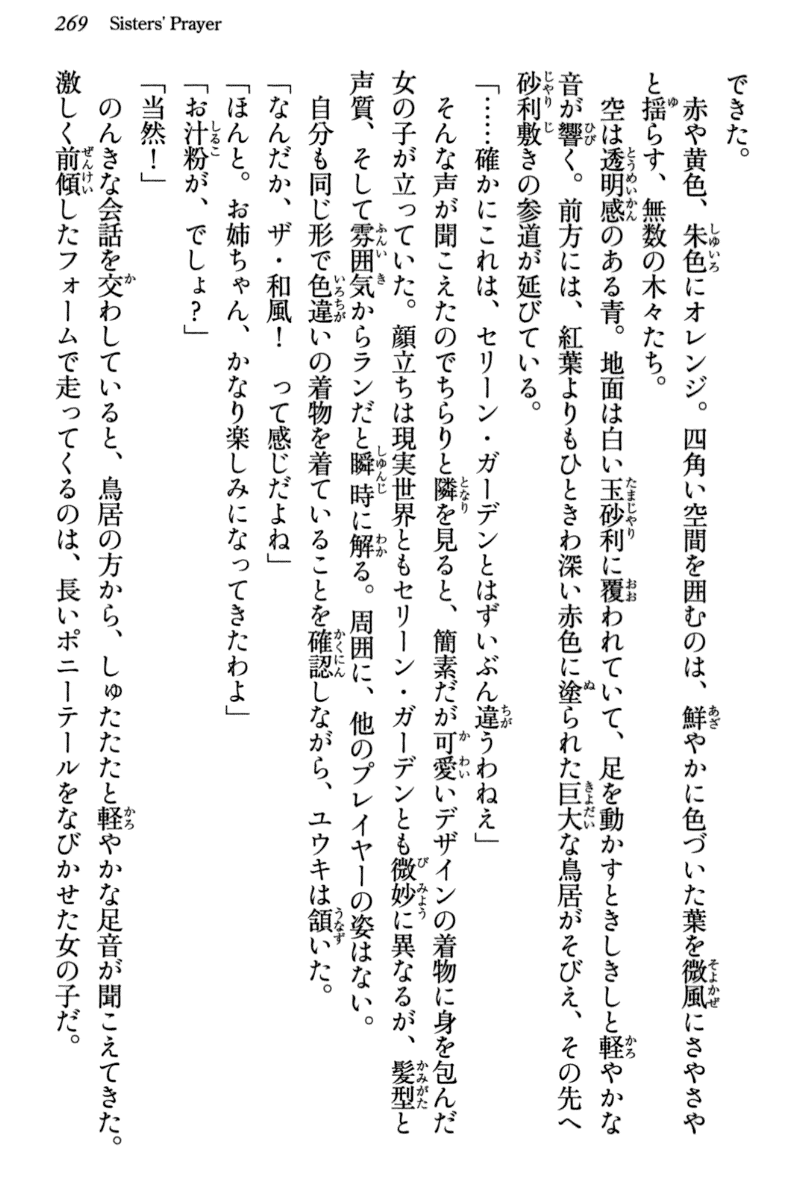 269 Sisters' Prayer
できた。
　赤や黄色、朱色にオレンジ。四角い空間を囲むのは、鮮やかに色づいた葉を微風にさやさや
と揺らす、無数の木々たち。
　空は透明感のある青。地面は白い玉砂利に覆われていて、足を動かすときしきしと軽やかな
音が響く。前方には、紅葉よりもひときわ深い赤色に塗られた巨大な鳥居がそびえ、その先へ
砂利敷きの参道が延びている。
「……確かにこれは、セリーン・ガーデンとはずいぶん違うわねえ」
　そんな声が聞こえたのでちらりと隣を見ると、簡素だが可愛いデザインの着物に身を包んだ
女の子が立っていた。顔立ちは現実世界ともセリーン・ガーデンとも微妙に異なるが、髪型と
声質、そして雰囲気からランだと瞬時に解る。周囲に、他のプレイヤーの姿はない。
　自分も同じ形で色違いの着物を着ていることを確認しながら、ユウキは頷いた。
「なんだか、ザ・和風！　って感じだよね」
「ほんと。お姉ちゃん、かなり楽しみになってきたわよ」
「お汁粉が、でしょ？」
「当然！」
　のんきな会話を交わしていると、鳥居の方から、しゅたたたと軽やかな足音が聞こえてきた。
激しく前傾したフォームで走ってくるのは、長いポニーテールをなびかせた女の子だ。